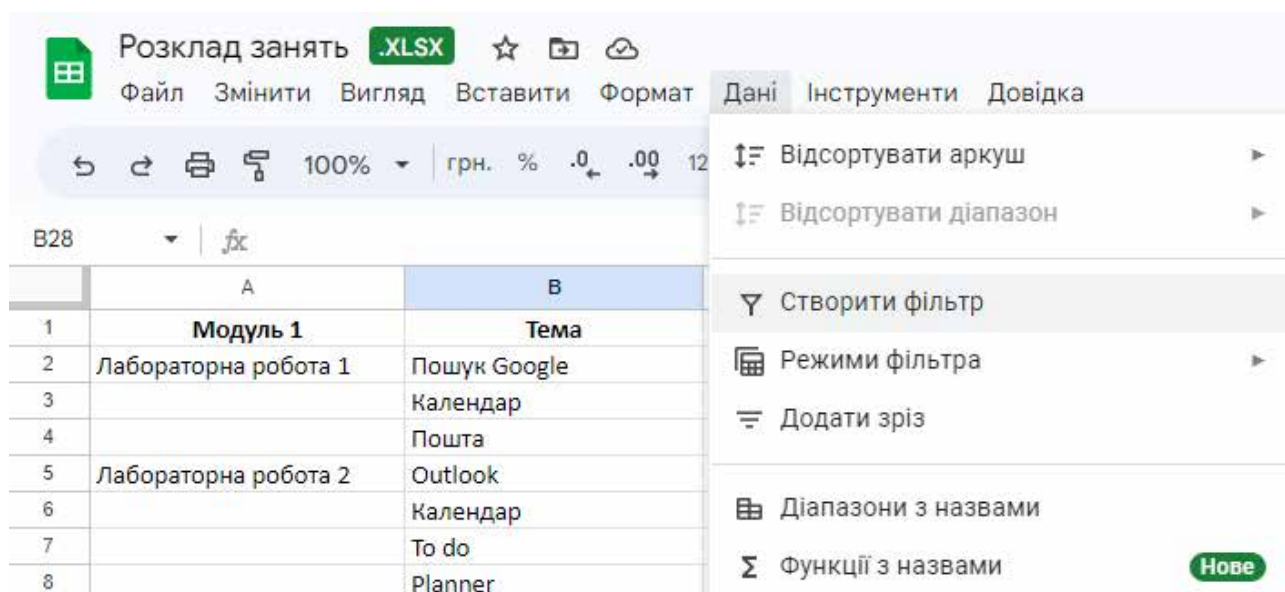 Розклад занять .XLSX
Файл Змінити Вигляд Вставити Формат Дані Інструменти Довідка
100% грн. % .0 .00 12
Відсортувати аркуш
Відсортувати діапазон
B28 fx
Створити фільтр
Режими фільтра
Додати зріз
Діапазони з назвами
Функції з назвами Нове
A B
1 Модуль 1 Тема
2 Лабораторна робота 1 Пошук Google
3 Календар
4 Пошта
5 Лабораторна робота 2 Outlook
6 Календар
7 To do
8 Planner